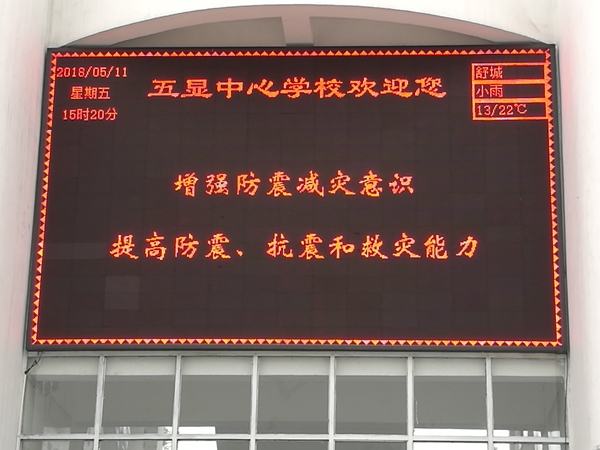 2018/05/11
星期五
15时20分
五显中心学校欢迎您
舒城
小雨
13/22℃
增强防震减灾意识
提高防震、抗震和救灾能力